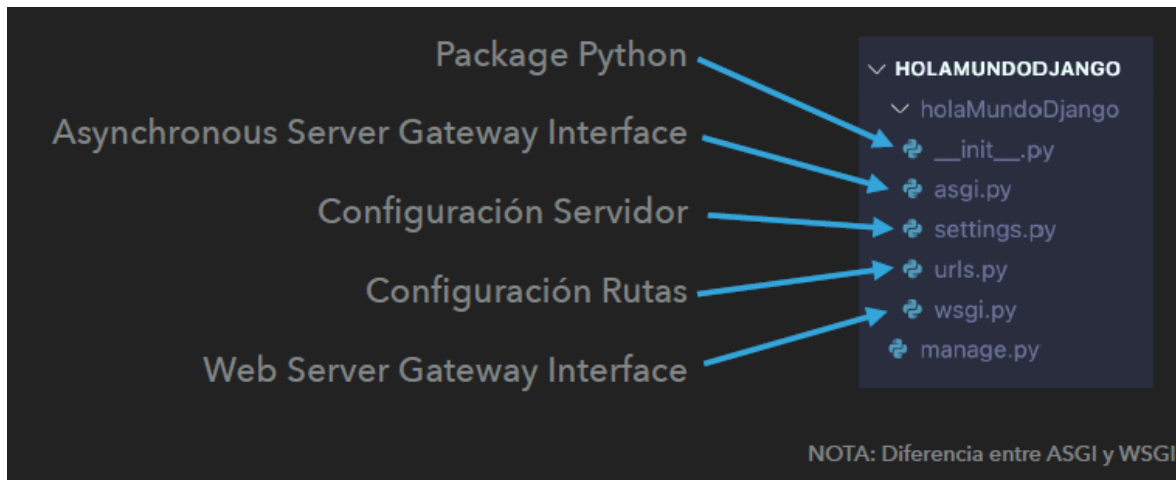 Package Python
Asynchronous Server Gateway Interface
Configuración Servidor
Configuración Rutas
Web Server Gateway Interface
HOLAMUNDODJANGO
holaMundoDjango
__init__.py
asgi.py
settings.py
urls.py
wsgi.py
manage.py
NOTA: Diferencia entre ASGI y WSGI